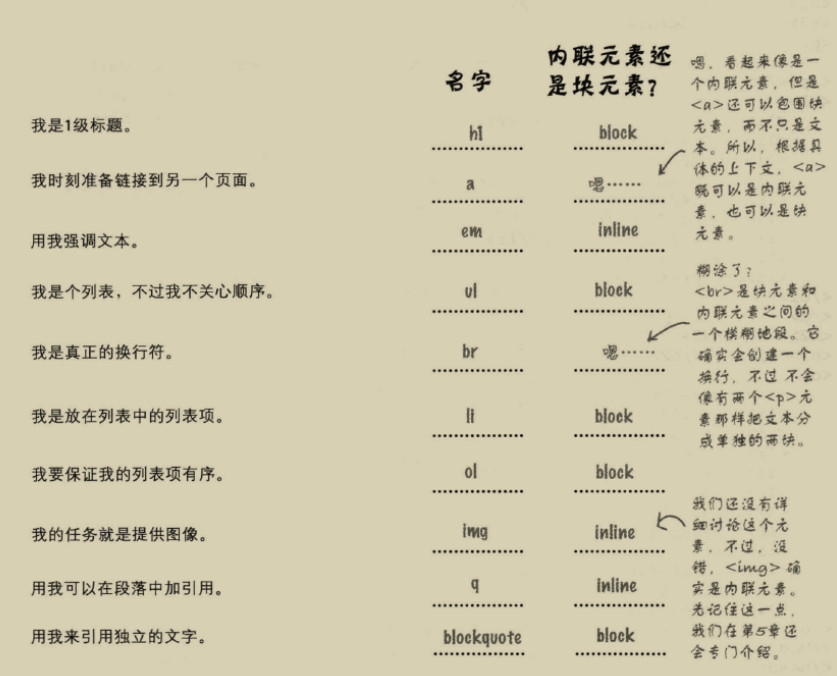 名字
内联元素还
是块元素?
我是1级标题。 h1 block
我时刻准备链接到另一个页面。 a 嗯……
用我强调文本。 em inline
我是个列表，不过我不关心顺序。 ul block
我是真正的换行符。 br 嗯……
我是放在列表中的列表项。 li block
我要保证我的列表项有序。 ol block
我的任务就是提供图像。 img inline
用我可以在段落中加引用。 q inline
用我来引用独立的文字。 blockquote block
嗯，看起来像是一
个内联元素，但是
<a>还可以包围块
元素，而不只是文
本。所以，根据具
体的上下文，<a>
既可以是内联元
素，也可以是块
元素。
糊涂了?
<br>是块元素和
内联元素之间的
一个模糊地段。它
确实会创建一个
换行，不过 不会
像有两个<p>元
素那样把文本分
成单独的两块。
我们还没有详
细讨论这个元
素，不过，没
错，<img> 确
实是内联元素。
先记住这一点，
我们在第5章还
会专门介绍。